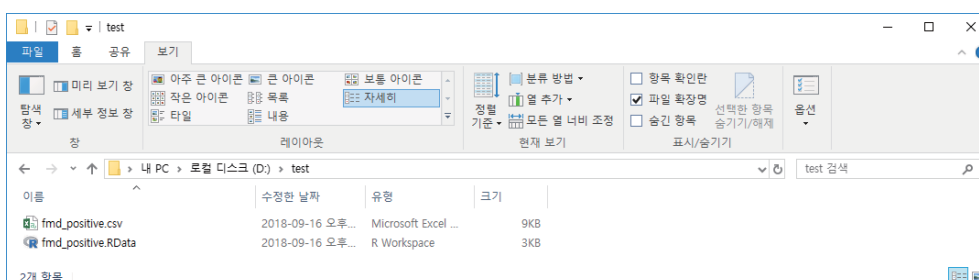 test
파일 홈 공유 보기
미리 보기 창
세부 정보 창
탐색
창
아주 큰 아이콘 큰 아이콘 보통 아이콘
작은 아이콘 목록 자세히
타일 내용
정렬
기준
분류 방법
열 추가
모든 열 너비 조정
항목 확인란
파일 확장명
숨긴 항목
선택한 항목
숨기기/해제
옵션
창 레이아웃 현재 보기 표시/숨기기
내 PC › 로컬 디스크 (D:) › test
test 검색
이름 수정한 날짜 유형 크기
fmd_positive.csv 2018-09-16 오후... Microsoft Excel ... 9KB
fmd_positive.RData 2018-09-16 오후... R Workspace 3KB
2개 항목